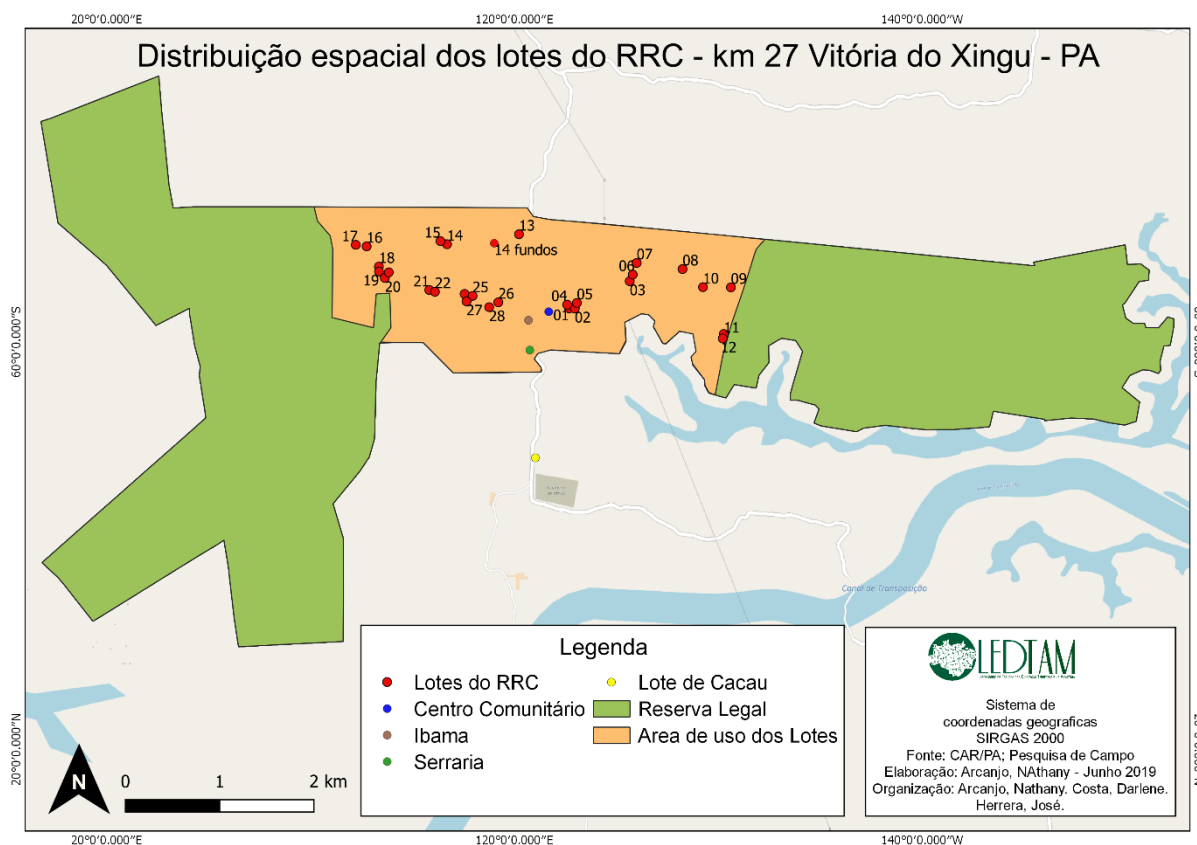 20°0'0.000"E 120°0'0.000"E 140°0'0.000"W
Distribuição espacial dos lotes do RRC - km 27 Vitória do Xingu - PA
13
15 14
17 16
14 fundos
07
18
06
08
19
20
21 22
03
10 09
25
26
04 05
27
28
01 02
11
12
60°0'0.000"S
Canal de Transposição
Legenda
Lotes do RRC
Centro Comunitário
Ibama
Serraria
Lote de Cacau
Reserva Legal
Area de uso dos Lotes
LEDTAM
Sistema de
coordenadas geograficas
SIRGAS 2000
Fonte: CAR/PA; Pesquisa de Campo
Elaboração: Arcanjo, NAthany - Junho 2019
Organização: Arcanjo, Nathany. Costa, Darlene.
Herrera, José.
20°0'0.000"N
N
0 1 2 km
20°0'0.000"E 120°0'0.000"E 140°0'0.000"W